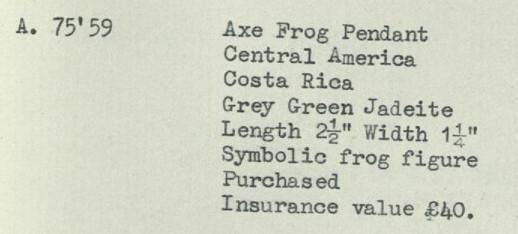 A. 75'59 Axe Frog Pendant
Central America
Costa Rica
Grey Green Jadeite
Length 2½" Width 1¼"
Symbolic frog figure
Purchased
Insurance value £40.